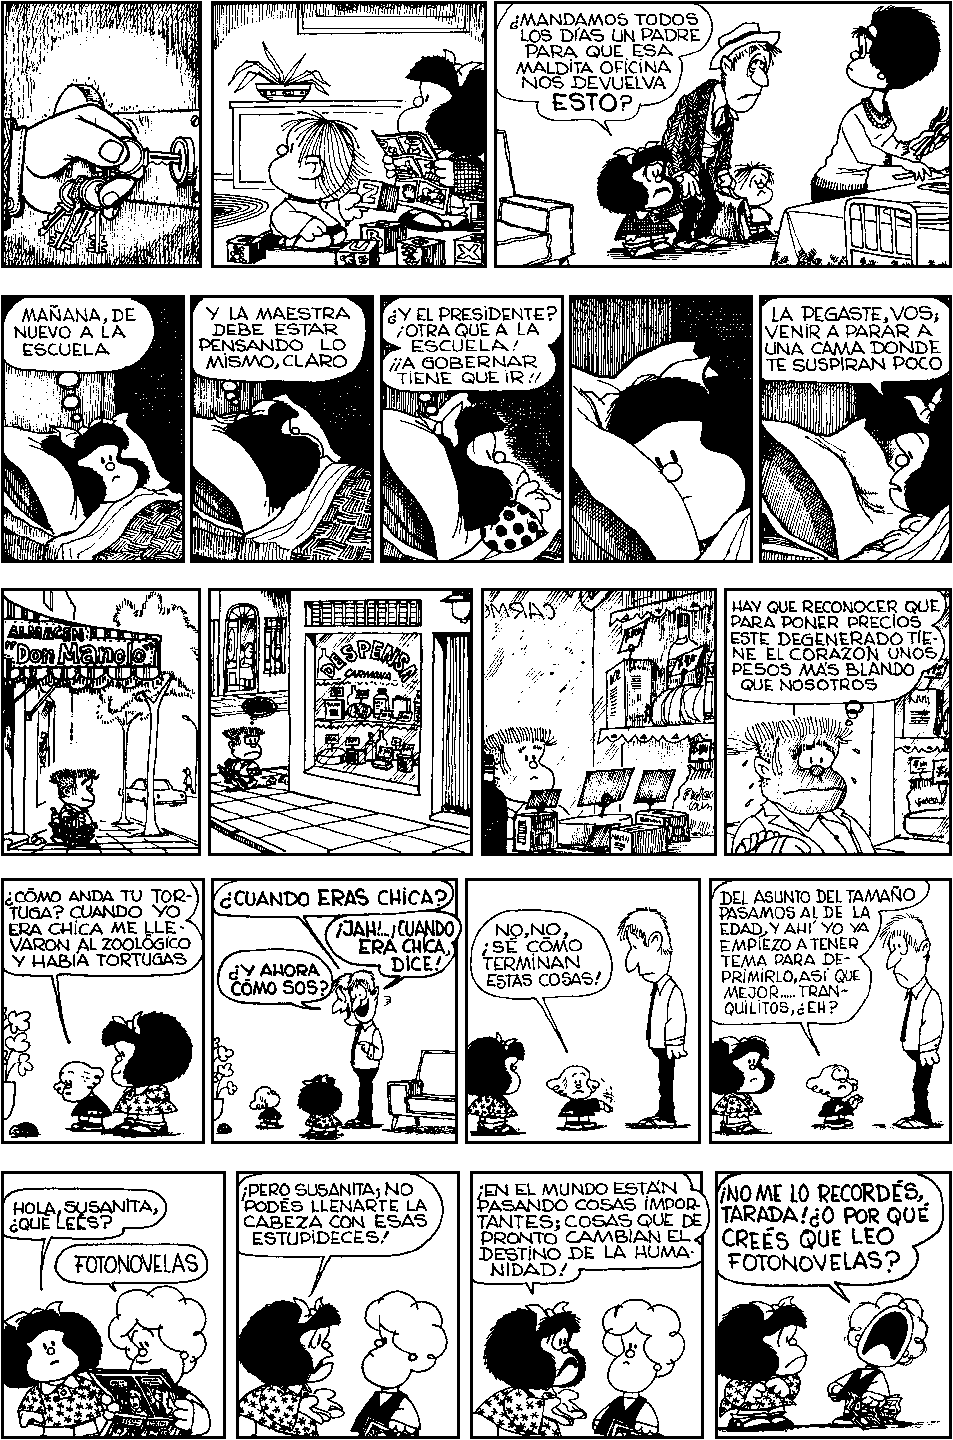 ¿MANDAMOS TODOS
LOS DÍAS UN PADRE
PARA QUE ESA
MALDITA OFICINA
NOS DEVUELVA
ESTO?
MAÑANA, DE
NUEVO A LA
ESCUELA
Y LA MAESTRA
DEBE ESTAR
PENSANDO LO
MISMO, CLARO
¿Y EL PRESIDENTE?
¡OTRA QUE A LA
ESCUELA!
¡¡A GOBERNAR
TIENE QUE IR!!
LA PEGASTE, VOS;
VENIR A PARAR A
UNA CAMA DONDE
TE SUSPIRAN POCO
ALMACEN
"Don Manolo"
DESPENSA
CARMONA
CARM
HAY QUE RECONOCER QUE
PARA PONER PRECIOS
ESTE DEGENERADO TIE-
NE EL CORAZON UNOS
PESOS MAS BLANDO
QUE NOSOTROS
¿CÓMO ANDA TU TOR-
TUGA? CUANDO YO
ERA CHICA ME LLE-
VARON AL ZOOLÓGICO
Y HABÍA TORTUGAS
¿CUANDO ERAS CHICA?
¡JAH!...¡CUANDO
ERA CHICA,
DICE!
¿Y AHORA
CÓMO SOS?
NO, NO,
¡SÉ CÓMO
TERMINAN
ESTAS COSAS!
DEL ASUNTO DEL TAMAÑO
PASAMOS AL DE LA
EDAD, Y AHÍ YO YA
EMPIEZO A TENER
TEMA PARA DE-
PRIMIRLO, ASÍ QUE
MEJOR..... TRAN-
QUILITOS, ¿EH?
HOLA, SUSANITA,
¿QUÉ LEÉS?
FOTONOVELAS
¡PERO SUSANITA; NO
PODÉS LLENARTE LA
CABEZA CON ESAS
ESTUPIDECES!
¡EN EL MUNDO ESTÁN
PASANDO COSAS IMPOR-
TANTES; COSAS QUE DE
PRONTO CAMBIAN EL
DESTINO DE LA HUMA-
NIDAD!
¡NO ME LO RECORDÉS,
TARADA! ¿O POR QUÉ
CREÉS QUE LEO
FOTONOVELAS?